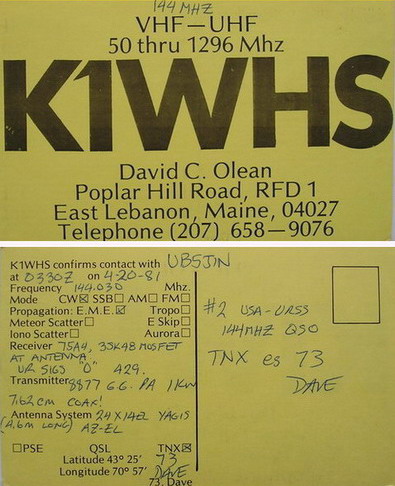 144 MHZ
VHF—UHF
50 thru 1296 Mhz
K1WHS
David C. Olean
Poplar Hill Road, RFD 1
East Lebanon, Maine, 04027
Telephone (207) 658—9076
K1WHS confirms contact with UB5JIN
at 0330Z on 4-20-81
Frequency 144.030 Mhz.
Mode CW☒ SSB☐ AM☐ FM☐
Propagation: E.M.E.☒ Tropo☐
Meteor Scatter☐ E Skip☐
Iono Scatter☐ Aurora☐
Receiver 75A4, 3SK48 MOSFET
AT ANTENNA
UR SIGS "O" 429.
Transmitter 8877 G.G. PA 1KW
7.62 CM COAX!
Antenna System 24 X 14EL YAGIS
(4.6m LONG) AZ-EL
☐PSE QSL TNX☒
Latitude 43° 25' 73
Longitude 70° 57' DAVE
73, Dave
#2 USA-URSS
144MHZ QSO
TNX es 73
DAVE